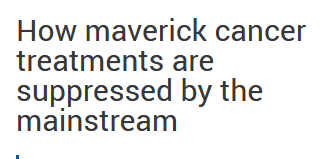 How maverick cancer
treatments are
suppressed by the
mainstream